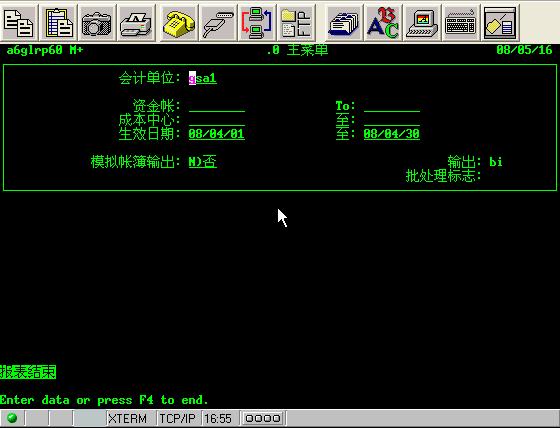 a6glrp60 M+ .0 主菜单 08/05/16
会计单位: gsa1
资金帐: To:
成本中心: 至:
生效日期: 08/04/01 至: 08/04/30
模拟帐簿输出: N)否 输出: bi
批处理标志:
报表结束
Enter data or press F4 to end.
XTERM TCP/IP 16:55